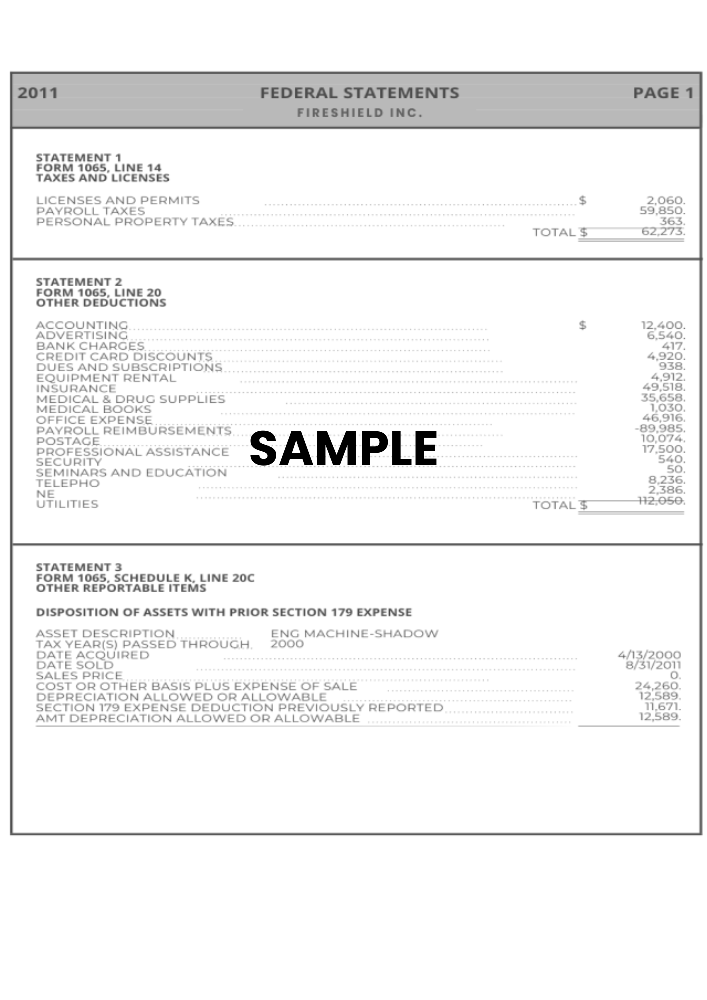 2011 FEDERAL STATEMENTS PAGE 1
FIRESHIELD INC.
STATEMENT 1
FORM 1065, LINE 14
TAXES AND LICENSES
LICENSES AND PERMITS $ 2,060.
PAYROLL TAXES 59,850.
PERSONAL PROPERTY TAXES 363.
TOTAL $ 62,273.
STATEMENT 2
FORM 1065, LINE 20
OTHER DEDUCTIONS
ACCOUNTING $ 12,400.
ADVERTISING 6,540.
BANK CHARGES 417.
CREDIT CARD DISCOUNTS 4,920.
DUES AND SUBSCRIPTIONS 938.
EQUIPMENT RENTAL 4,912.
INSURANCE 49,518.
MEDICAL & DRUG SUPPLIES 35,658.
MEDICAL BOOKS 1,030.
OFFICE EXPENSE 46,916.
PAYROLL REIMBURSEMENTS -89,985.
POSTAGE 10,074.
SAMPLE
PROFESSIONAL ASSISTANCE 17,500.
SECURITY 540.
SEMINARS AND EDUCATION 50.
TELEPHO 8,236.
NE 2,386.
UTILITIES TOTAL $ 112,050.
STATEMENT 3
FORM 1065, SCHEDULE K, LINE 20C
OTHER REPORTABLE ITEMS
DISPOSITION OF ASSETS WITH PRIOR SECTION 179 EXPENSE
ASSET DESCRIPTION ENG MACHINE-SHADOW
TAX YEAR(S) PASSED THROUGH 2000
DATE ACQUIRED 4/13/2000
DATE SOLD 8/31/2011
SALES PRICE 0.
COST OR OTHER BASIS PLUS EXPENSE OF SALE 24,260.
DEPRECIATION ALLOWED OR ALLOWABLE 12,589.
SECTION 179 EXPENSE DEDUCTION PREVIOUSLY REPORTED 11,671.
AMT DEPRECIATION ALLOWED OR ALLOWABLE 12,589.